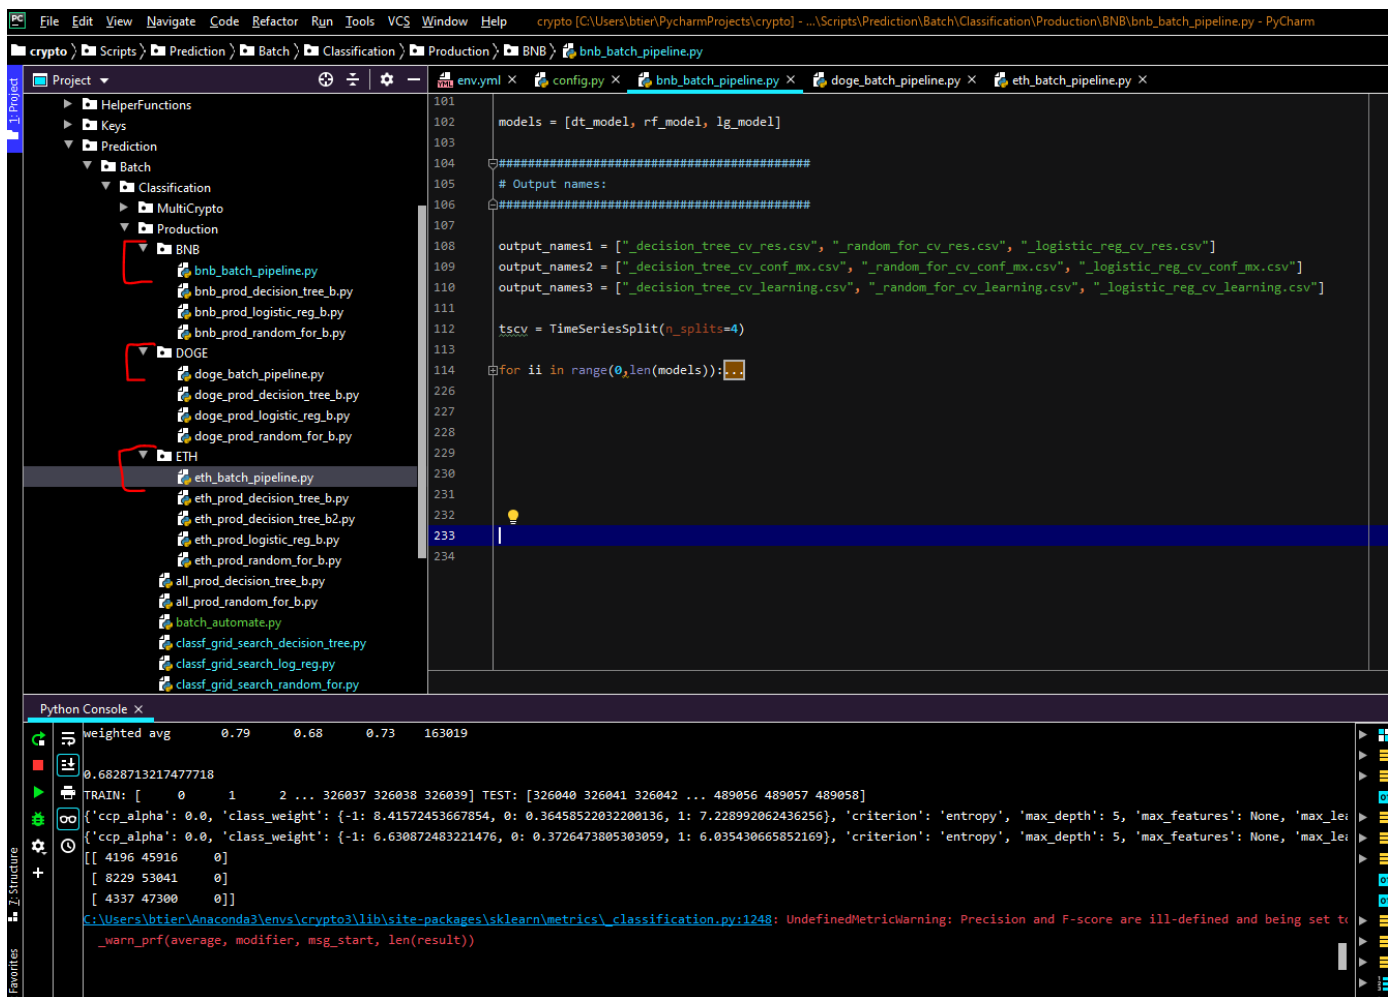 PC File Edit View Navigate Code Refactor Run Tools VCS Window Help crypto [C:\Users\btier\PycharmProjects\crypto] - ...\Scripts\Prediction\Batch\Classification\Production\BNB\bnb_batch_pipeline.py - PyCharm
crypto Scripts Prediction Batch Classification Production BNB bnb_batch_pipeline.py
1: Project
Project
HelperFunctions
Keys
Prediction
Batch
Classification
MultiCrypto
Production
BNB
bnb_batch_pipeline.py
bnb_prod_decision_tree_b.py
bnb_prod_logistic_reg_b.py
bnb_prod_random_for_b.py
DOGE
doge_batch_pipeline.py
doge_prod_decision_tree_b.py
doge_prod_logistic_reg_b.py
doge_prod_random_for_b.py
ETH
eth_batch_pipeline.py
eth_prod_decision_tree_b.py
eth_prod_decision_tree_b2.py
eth_prod_logistic_reg_b.py
eth_prod_random_for_b.py
all_prod_decision_tree_b.py
all_prod_random_for_b.py
batch_automate.py
classf_grid_search_decision_tree.py
classf_grid_search_log_reg.py
classf_grid_search_random_for.py
env.yml config.py bnb_batch_pipeline.py doge_batch_pipeline.py eth_batch_pipeline.py
101
102 models = [dt_model, rf_model, lg_model]
103
104 ###########################################
105 # Output names:
106 ###########################################
107
108 output_names1 = ["_decision_tree_cv_res.csv", "_random_for_cv_res.csv", "_logistic_reg_cv_res.csv"]
109 output_names2 = ["_decision_tree_cv_conf_mx.csv", "_random_for_cv_conf_mx.csv", "_logistic_reg_cv_conf_mx.csv"]
110 output_names3 = ["_decision_tree_cv_learning.csv", "_random_for_cv_learning.csv", "_logistic_reg_cv_learning.csv"]
111
112 tscv = TimeSeriesSplit(n_splits=4)
113
114 for ii in range(0,len(models)):...
226
227
228
229
230
231
232
233
234
Python Console
weighted avg 0.79 0.68 0.73 163019
0.6828713217477718
TRAIN: [ 0 1 2 ... 326037 326038 326039] TEST: [326040 326041 326042 ... 489056 489057 489058]
{'ccp_alpha': 0.0, 'class_weight': {-1: 8.41572453667854, 0: 0.36458522032200136, 1: 7.228992062436256}, 'criterion': 'entropy', 'max_depth': 5, 'max_features': None, 'max_lea
{'ccp_alpha': 0.0, 'class_weight': {-1: 6.630872483221476, 0: 0.3726473805303059, 1: 6.035430665852169}, 'criterion': 'entropy', 'max_depth': 5, 'max_features': None, 'max_lea
[[ 4196 45916 0]
[ 8229 53041 0]
[ 4337 47300 0]]
C:\Users\btier\Anaconda3\envs\crypto3\lib\site-packages\sklearn\metrics\_classification.py:1248: UndefinedMetricWarning: Precision and F-score are ill-defined and being set to
_warn_prf(average, modifier, msg_start, len(result))
Z: Structure
Favorites